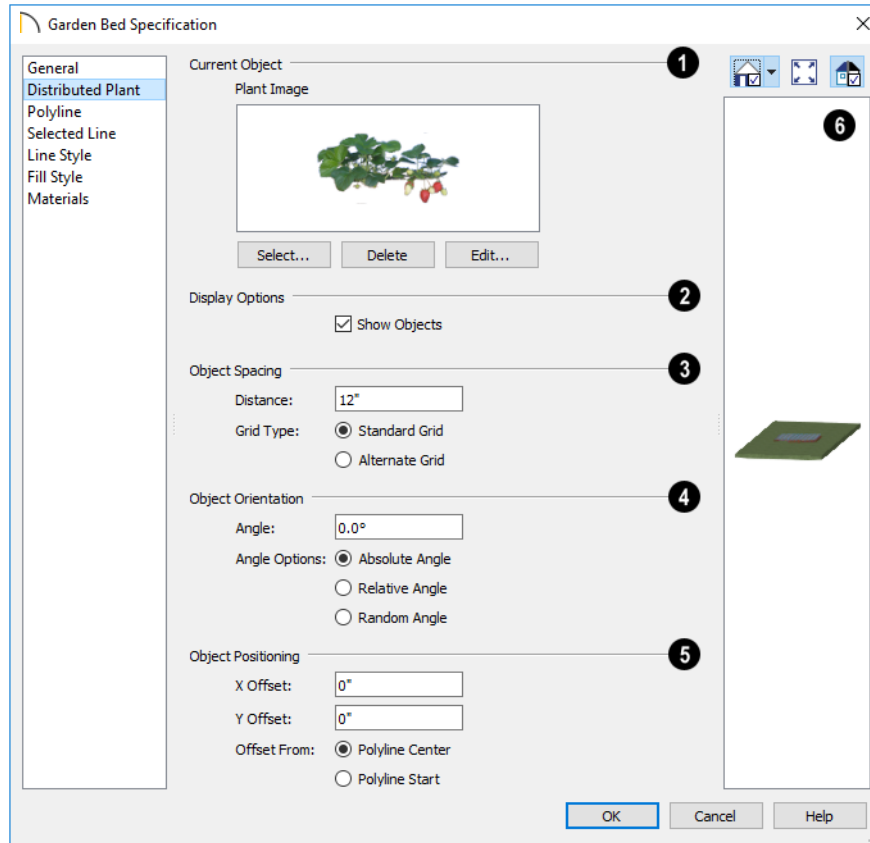 Garden Bed Specification
General
Distributed Plant
Polyline
Selected Line
Line Style
Fill Style
Materials
Current Object
1
Plant Image
Select...
Delete
Edit...
Display Options
2
Show Objects
Object Spacing
3
Distance:
12"
Grid Type:
Standard Grid
Alternate Grid
Object Orientation
4
Angle:
0.0°
Angle Options:
Absolute Angle
Relative Angle
Random Angle
Object Positioning
5
X Offset:
0"
Y Offset:
0"
Offset From:
Polyline Center
Polyline Start
6
OK
Cancel
Help